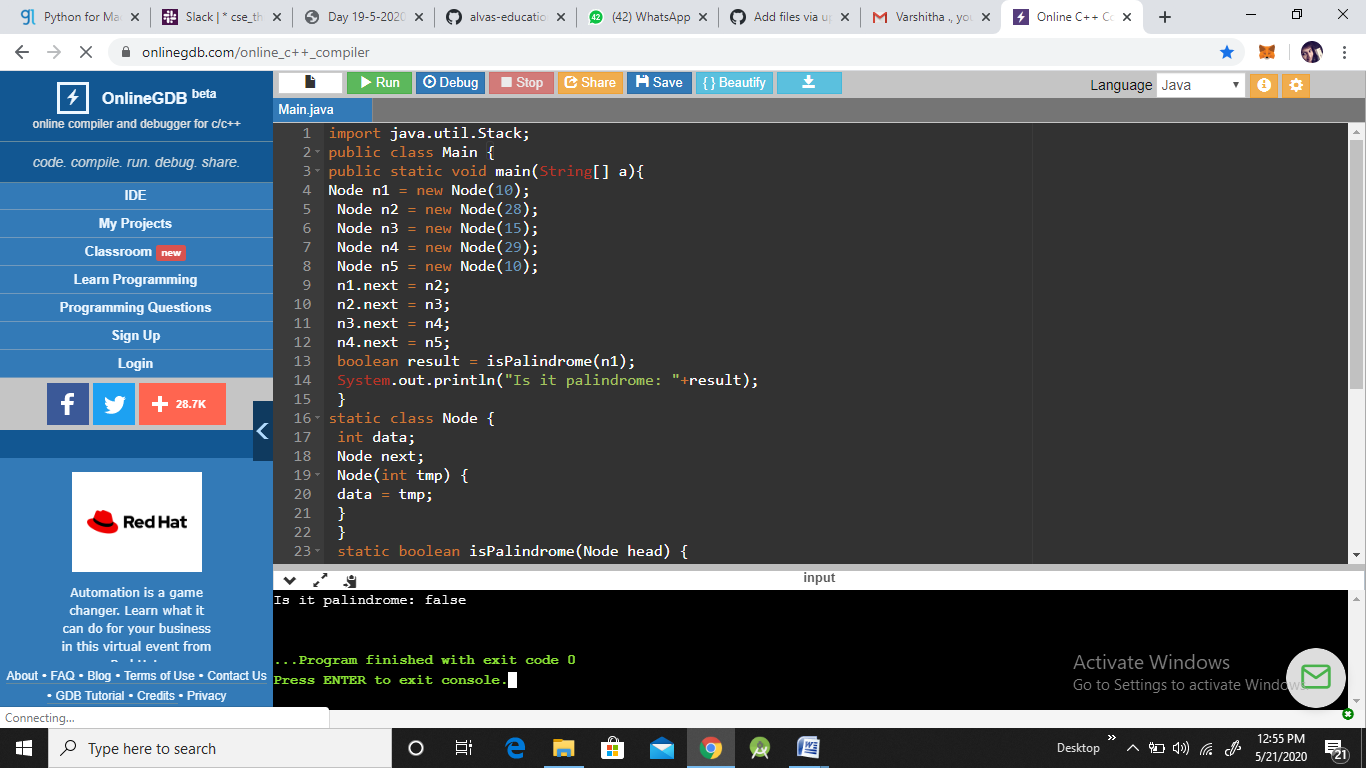 Python for Ma
Slack | * cse_th
Day 19-5-2020
alvas-educatio
(42) WhatsApp
Add files via u
Varshitha ., you
Online C++ Co
onlinegdb.com/online_c++_compiler
OnlineGDB beta
online compiler and debugger for c/c++
code. compile. run. debug. share.
IDE
My Projects
Classroom new
Learn Programming
Programming Questions
Sign Up
Login
28.7K
Red Hat
Automation is a game
changer. Learn what it
can do for your business
in this virtual event from
About • FAQ • Blog • Terms of Use • Contact Us
• GDB Tutorial • Credits • Privacy
Connecting...
Run Debug Stop Share Save { } Beautify
Language Java
Main.java
1 import java.util.Stack;
2 public class Main {
3 public static void main(String[] a){
4 Node n1 = new Node(10);
5 Node n2 = new Node(28);
6 Node n3 = new Node(15);
7 Node n4 = new Node(29);
8 Node n5 = new Node(10);
9 n1.next = n2;
10 n2.next = n3;
11 n3.next = n4;
12 n4.next = n5;
13 boolean result = isPalindrome(n1);
14 System.out.println("Is it palindrome: "+result);
15 }
16 static class Node {
17 int data;
18 Node next;
19 Node(int tmp) {
20 data = tmp;
21 }
22 }
23 static boolean isPalindrome(Node head) {
input
Is it palindrome: false
...Program finished with exit code 0
Press ENTER to exit console.
Activate Windows
Go to Settings to activate Windows.
Type here to search
Desktop
12:55 PM
5/21/2020
21